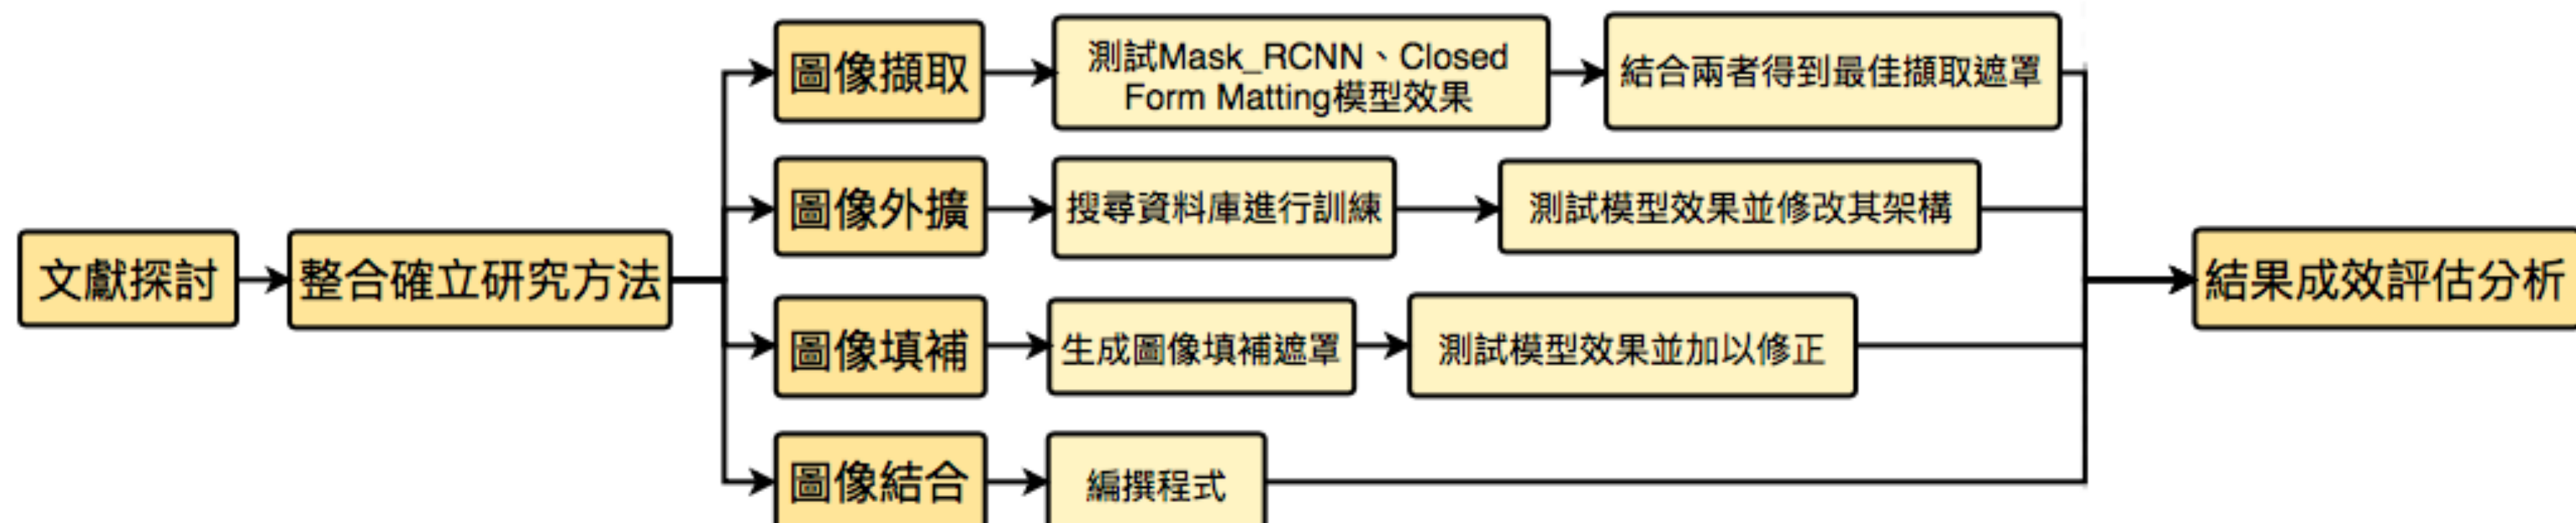 文獻探討
整合確立研究方法
圖像擷取
測試Mask_RCNN、Closed
Form Matting模型效果
結合兩者得到最佳擷取遮罩
圖像外擴
搜尋資料庫進行訓練
測試模型效果並修改其架構
圖像填補
生成圖像填補遮罩
測試模型效果並加以修正
圖像結合
編撰程式
結果成效評估分析